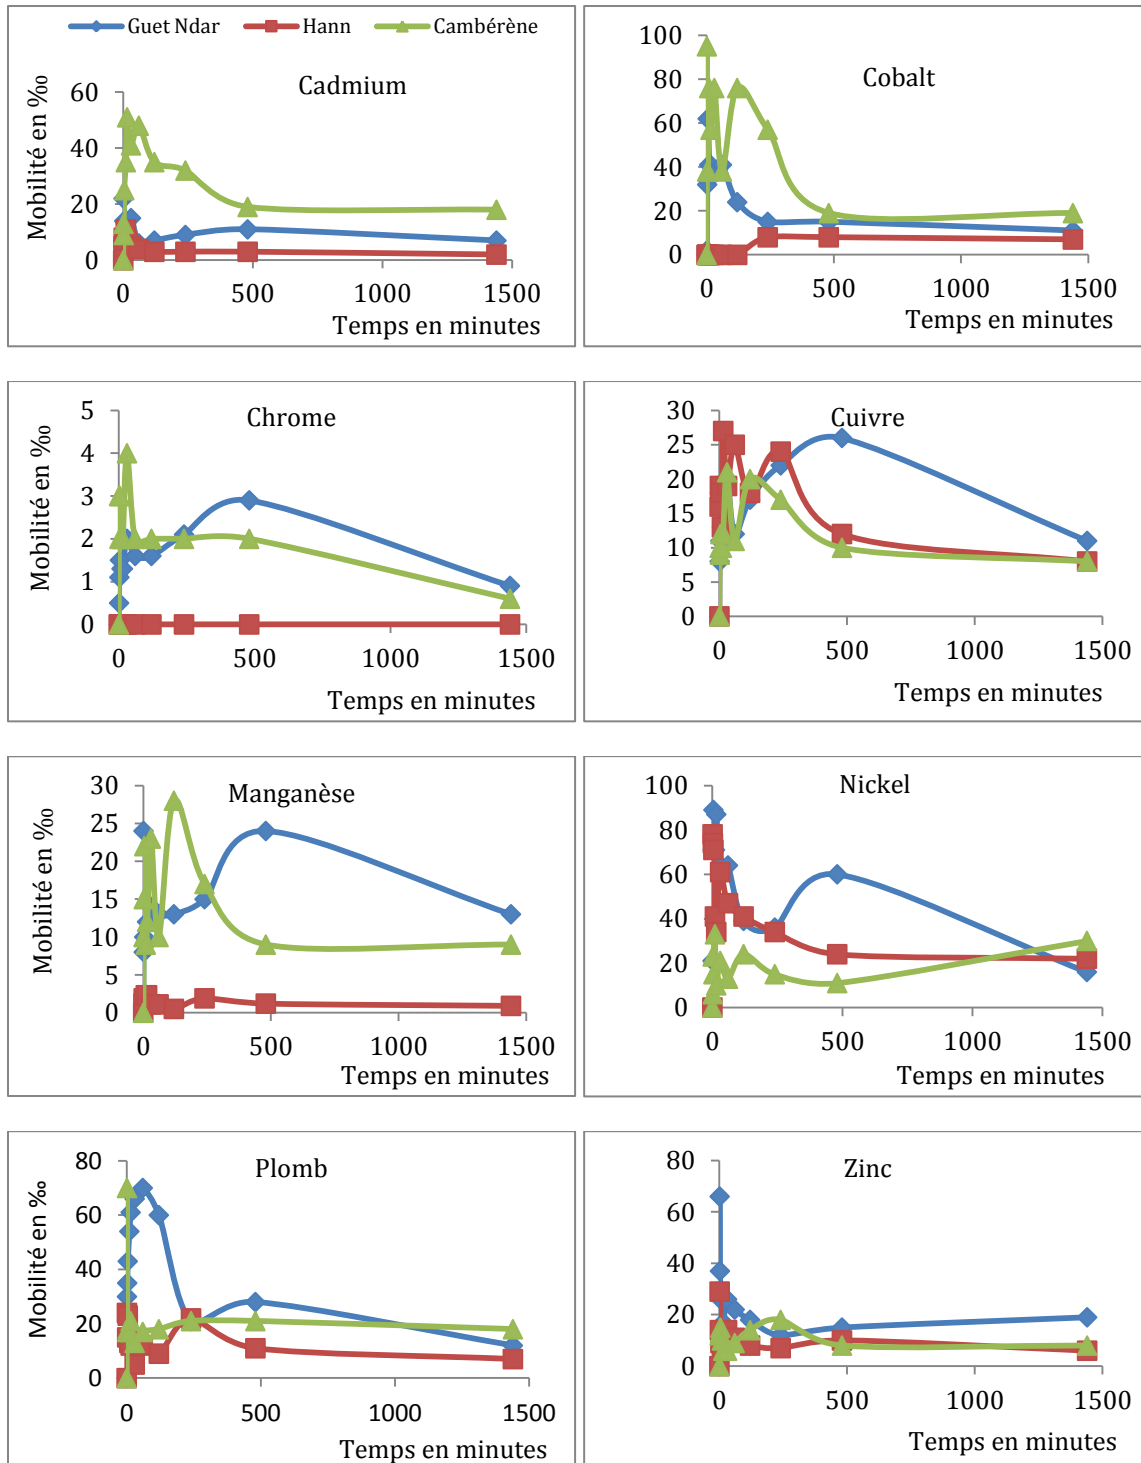 Guet Ndar Hann Cambérène
Cadmium
Mobilité en ‰
60
40
20
0
0 500 1000 1500
Temps en minutes
Cobalt
100
80
60
40
20
0
0 500 1000 1500
Temps en minutes
Chrome
Mobilité en ‰
5
4
3
2
1
0
0 500 1000 1500
Temps en minutes
Cuivre
30
25
20
15
10
5
0
0 500 1000 1500
Temps en minutes
Manganèse
Mobilité en ‰
30
25
20
15
10
5
0
0 500 1000 1500
Temps en minutes
Nickel
100
80
60
40
20
0
0 500 1000 1500
Temps en minutes
Plomb
Mobilité en ‰
80
60
40
20
0
0 500 1000 1500
Temps en minutes
Zinc
80
60
40
20
0
0 500 1000 1500
Temps en minutes